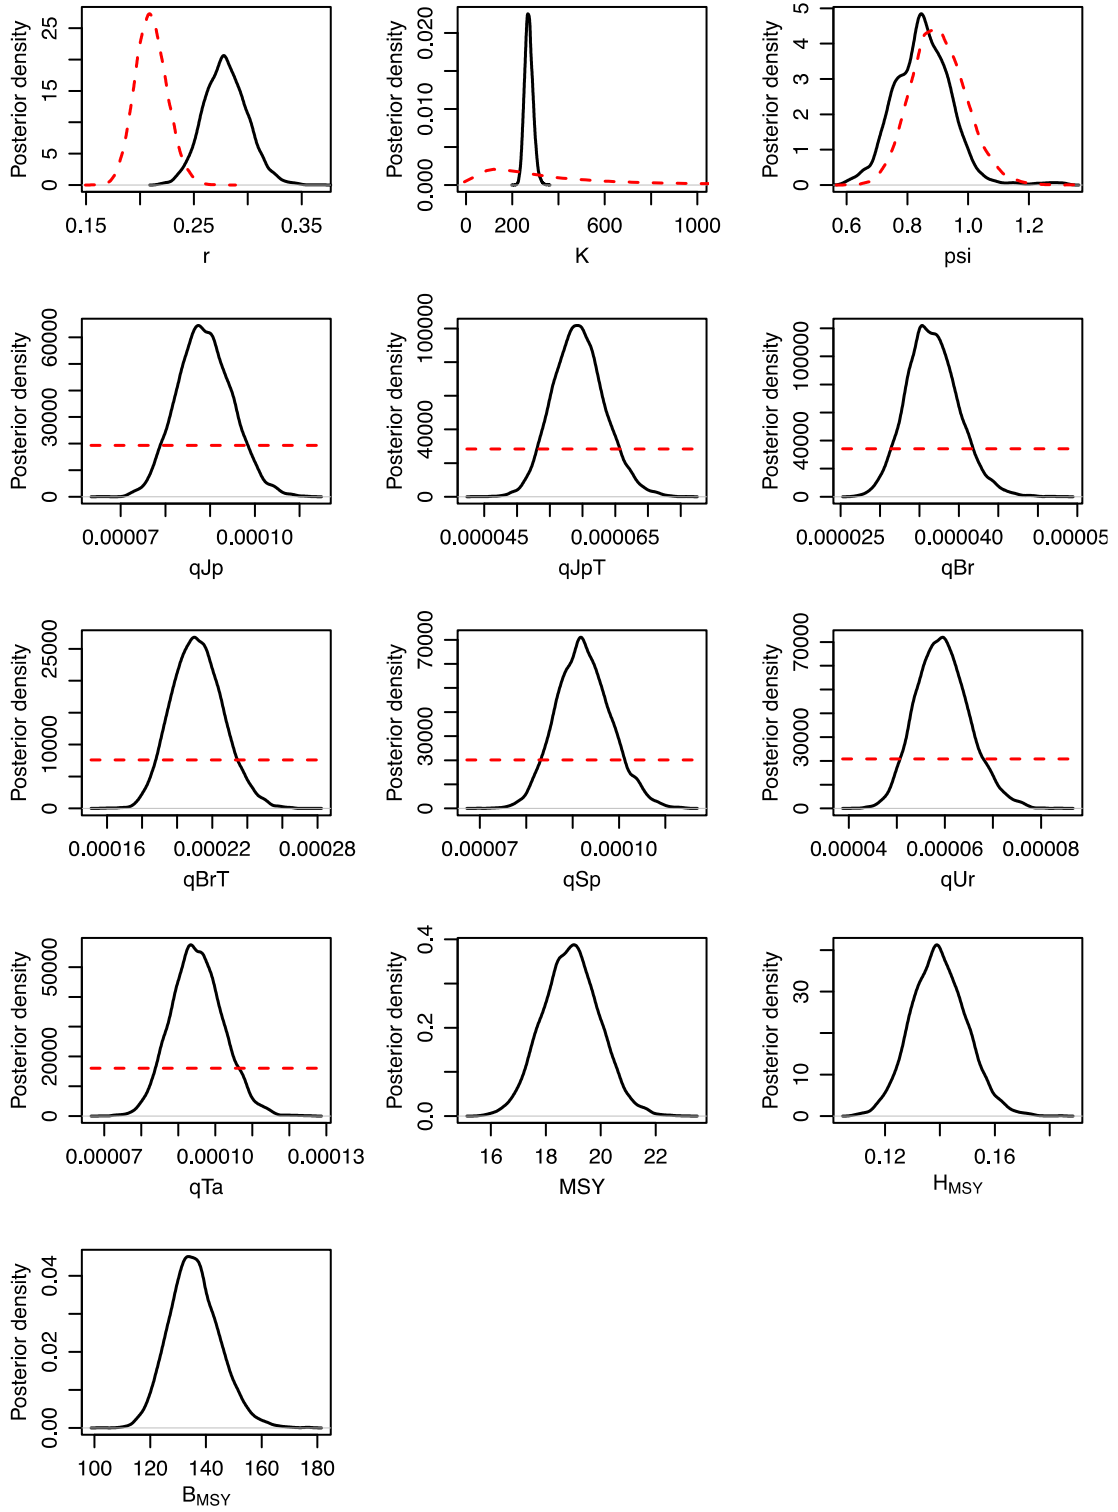 Posterior density
0 5 15 25
0.15 0.25 0.35
r
Posterior density
0.000 0.010 0.020
0 200 600 1000
K
Posterior density
0 1 2 3 4 5
0.6 0.8 1.0 1.2
psi
Posterior density
0 30000 60000
0.00007 0.00010
qJp
Posterior density
0 40000 100000
0.000045 0.000065
qJpT
Posterior density
0 40000 100000
0.000025 0.000040 0.00005
qBr
Posterior density
0 10000 25000
0.00016 0.00022 0.00028
qBrT
Posterior density
0 30000 70000
0.00007 0.00010
qSp
Posterior density
0 30000 70000
0.00004 0.00006 0.00008
qUr
Posterior density
0 20000 50000
0.00007 0.00010 0.00013
qTa
Posterior density
0.0 0.2 0.4
16 18 20 22
MSY
Posterior density
0 10 30
0.12 0.16
HMSY
Posterior density
0.00 0.02 0.04
100 120 140 160 180
BMSY